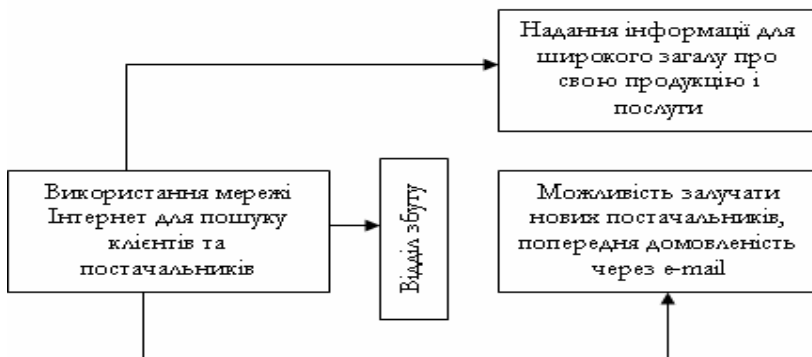 Надання інформації для
широкого загалу про
свою продукцію і
послуги
Використання мережі
Інтернет для пошуку
клієнтів та
постачальників
Відділ збуту
Можливість залучати
нових постачальників,
попередня домовленість
через e-mail